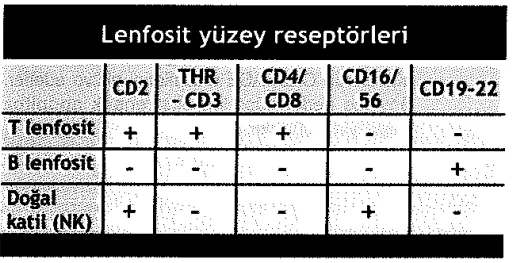 Lenfosit yüzey reseptörleri
CD2 THR - CD3 CD4/ CD8 CD16/ 56 CD19-22
T lenfosit + + + - -
B lenfosit - - - - +
Doğal katil (NK) + - - + -